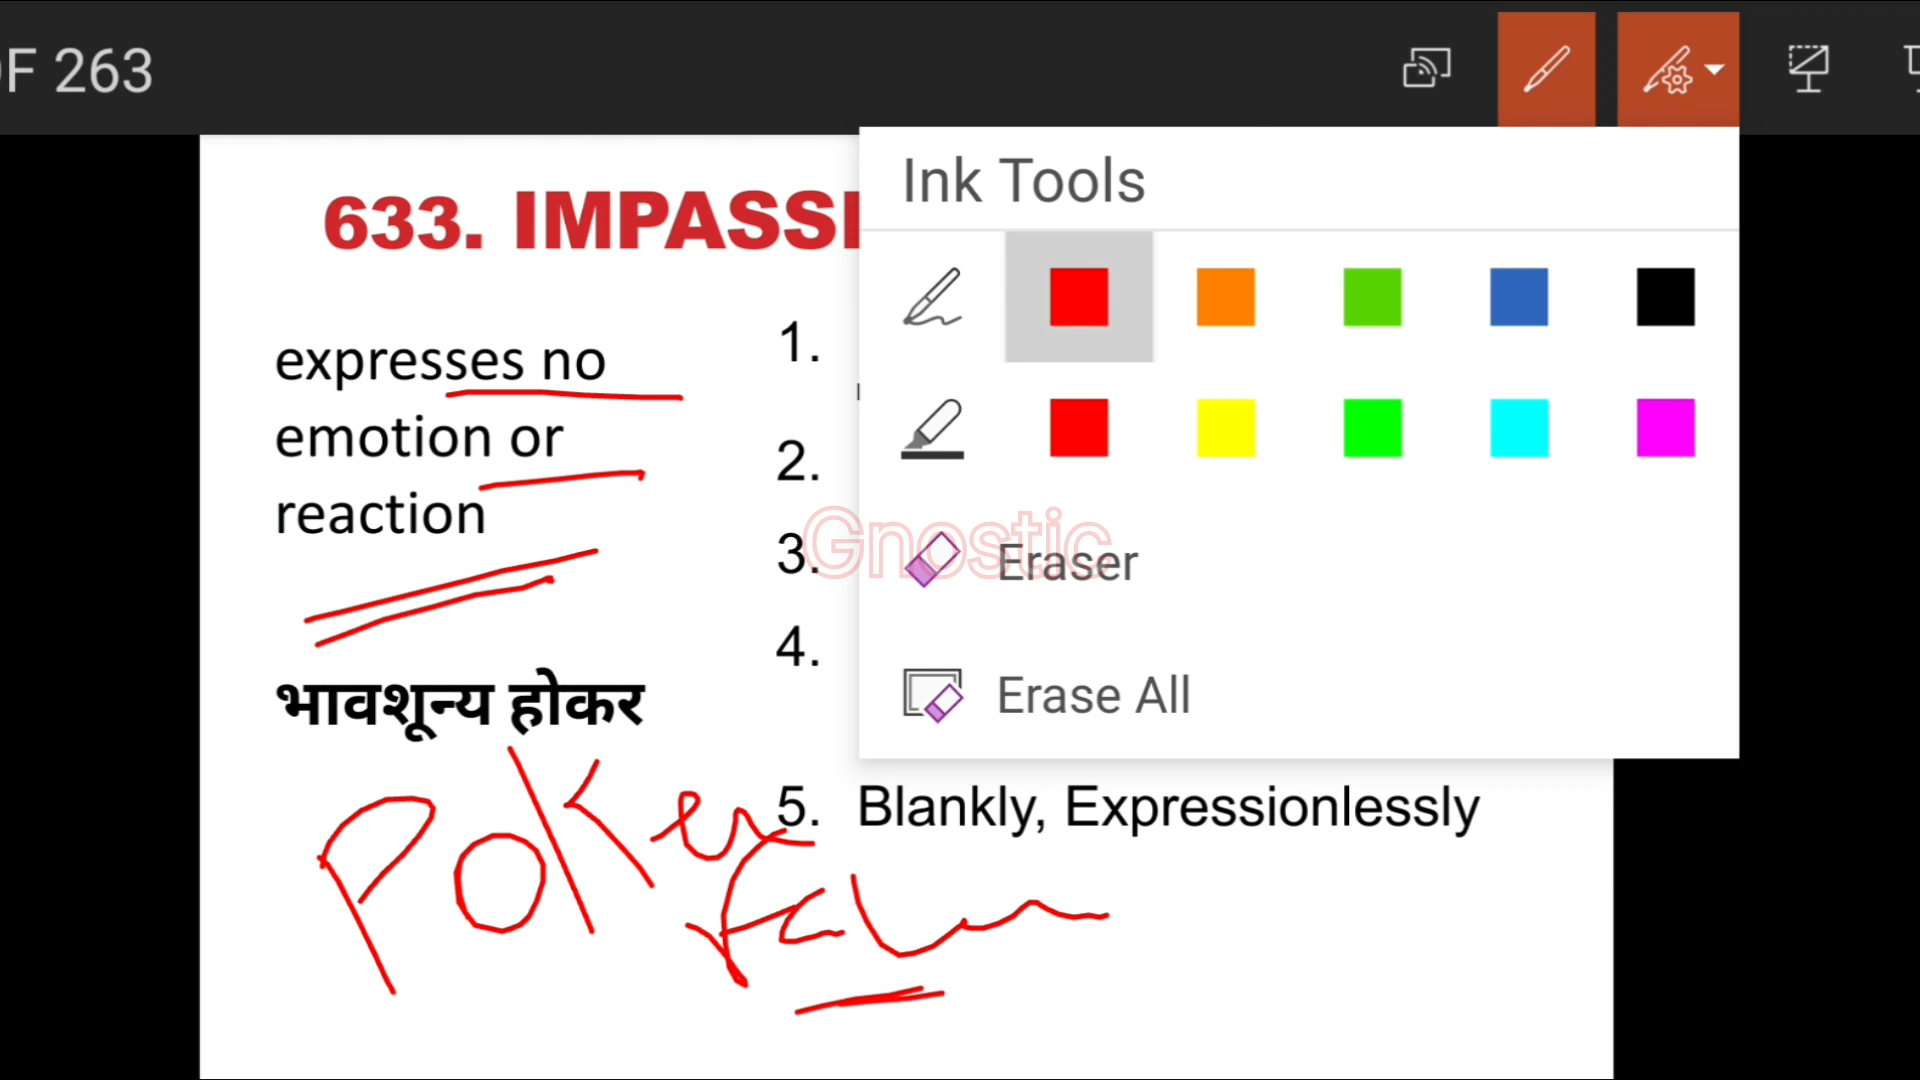 OF 263
Ink Tools
633. IMPASSI
expresses no
emotion or
reaction
1.
2.
3.
4.
Gnostic
Eraser
Erase All
भावशून्य होकर
5. Blankly, Expressionlessly
Poker